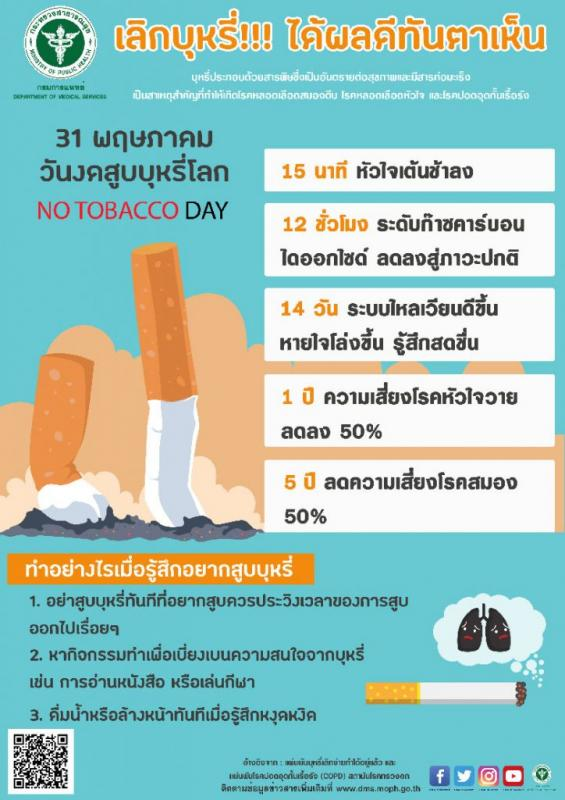 กระทรวงสาธารณสุข
MINISTRY OF PUBLIC HEALTH
กรมการแพทย์
DEPARTMENT OF MEDICAL SERVICES
เลิกบุหรี่!!! ได้ผลดีทันตาเห็น
บุหรี่ประกอบด้วยสารพิษซึ่งเป็นอันตรายต่อสุขภาพและมีสารก่อมะเร็ง
เป็นสาเหตุสำคัญที่ทำให้เกิดโรคหลอดเลือดสมองตีบ โรคหลอดเลือดหัวใจ และโรคปอดอุดกั้นเรื้อรัง
31 พฤษภาคม
วันงดสูบบุหรี่โลก
NO TOBACCO DAY
15 นาที หัวใจเต้นช้าลง
12 ชั่วโมง ระดับก๊าซคาร์บอน
ไดออกไซด์ ลดลงสู่ภาวะปกติ
14 วัน ระบบไหลเวียนดีขึ้น
หายใจโล่งขึ้น รู้สึกสดชื่น
1 ปี ความเสี่ยงโรคหัวใจวาย
ลดลง 50%
5 ปี ลดความเสี่ยงโรคสมอง
50%
ทำอย่างไรเมื่อรู้สึกอยากสูบบุหรี่
1. อย่าสูบบุหรี่ทันทีที่อยากสูบควรประวิงเวลาของการสูบ
ออกไปเรื่อยๆ
2. หากิจกรรมทำเพื่อเบี่ยงเบนความสนใจจากบุหรี่
เช่น การอ่านหนังสือ หรือเล่นกีฬา
3. ดื่มน้ำหรือล้างหน้าทันทีเมื่อรู้สึกหงุดหงิด
อ้างอิงจาก : แผ่นพับบุหรี่เลิกง่ายทำได้อยู่แล้ว และ
แผ่นพับโรคปอดอุดกั้นเรื้อรัง (COPD) สถาบันโรคทรวงอก
ติดตามข้อมูลข่าวสารเพิ่มเติมที่ www.dms.moph.go.th